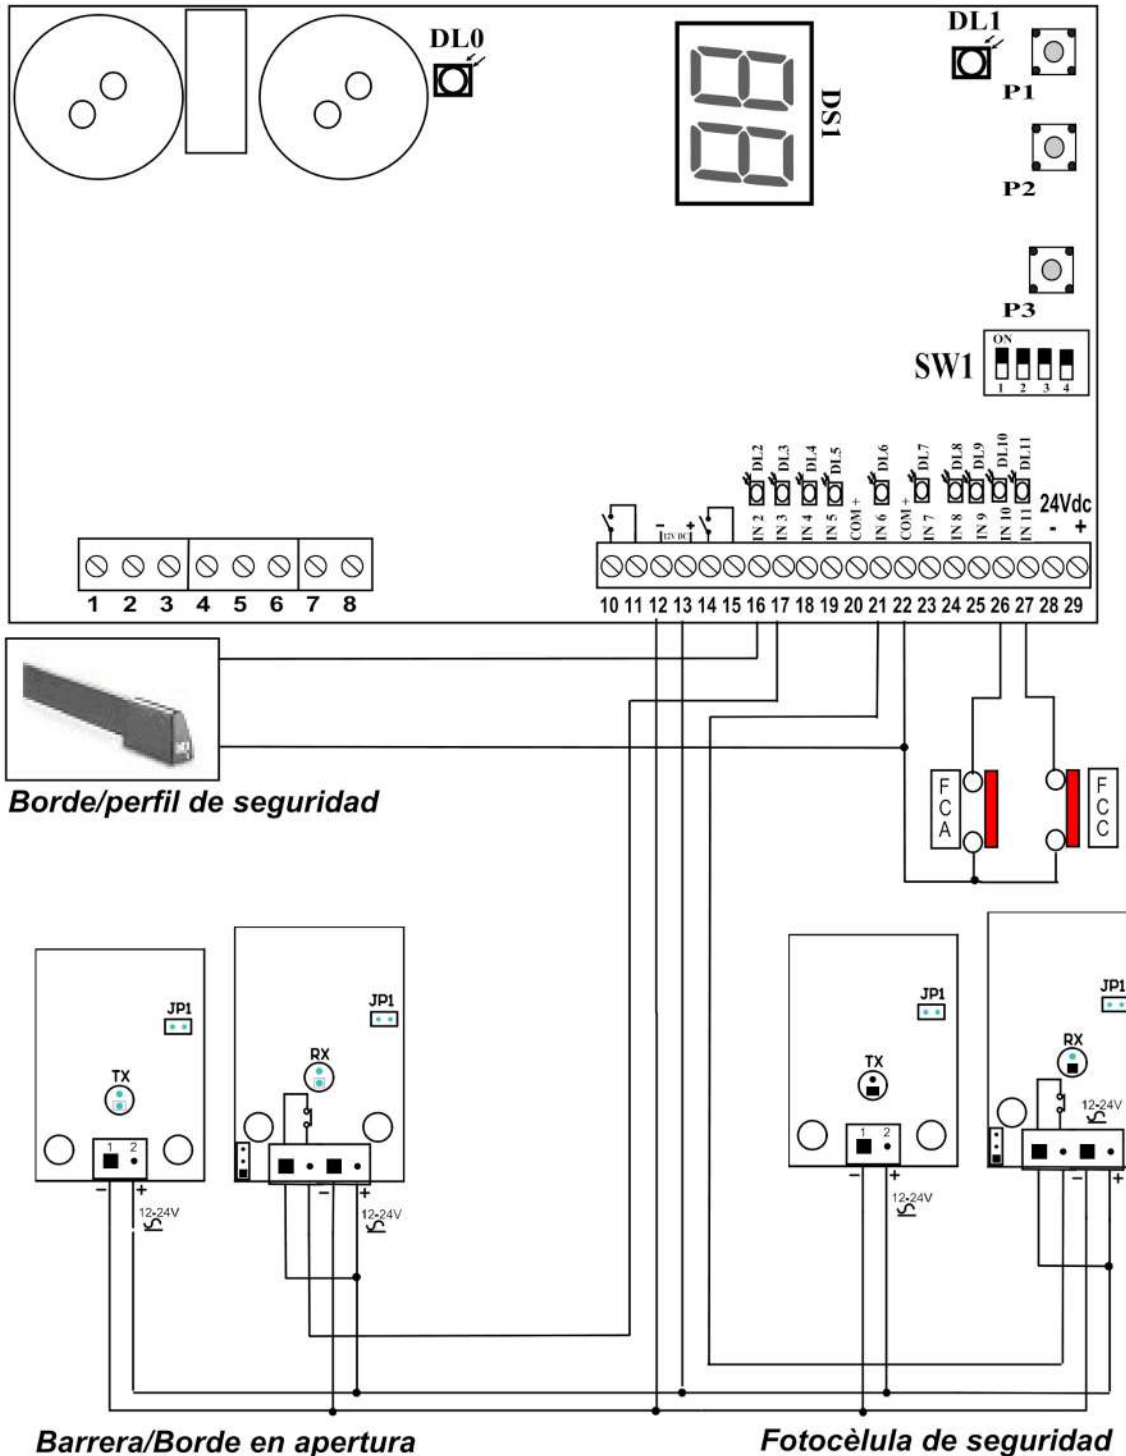 DL0
DS1
DL1
P1
P2
P3
SW1
ON
1 2 3 4
DL2 DL3 DL4 DL5 DL6 DL7 DL8 DL9 DL10 DL11
IN 2 IN 3 IN 4 IN 5 COM + IN 6 COM + IN 7 IN 8 IN 9 IN 10 IN 11
24Vdc
- +
- +
12V DC
1 2 3 4 5 6 7 8
10 11 12 13 14 15 16 17 18 19 20 21 22 23 24 25 26 27 28 29
Borde/perfil de seguridad
FCA
FCC
JP1
TX
1 2
- +
12-24V
JP1
RX
- +
12-24V
JP1
TX
1 2
- +
12-24V
JP1
RX
12-24V
- +
Barrera/Borde en apertura
Fotocèlula de seguridad